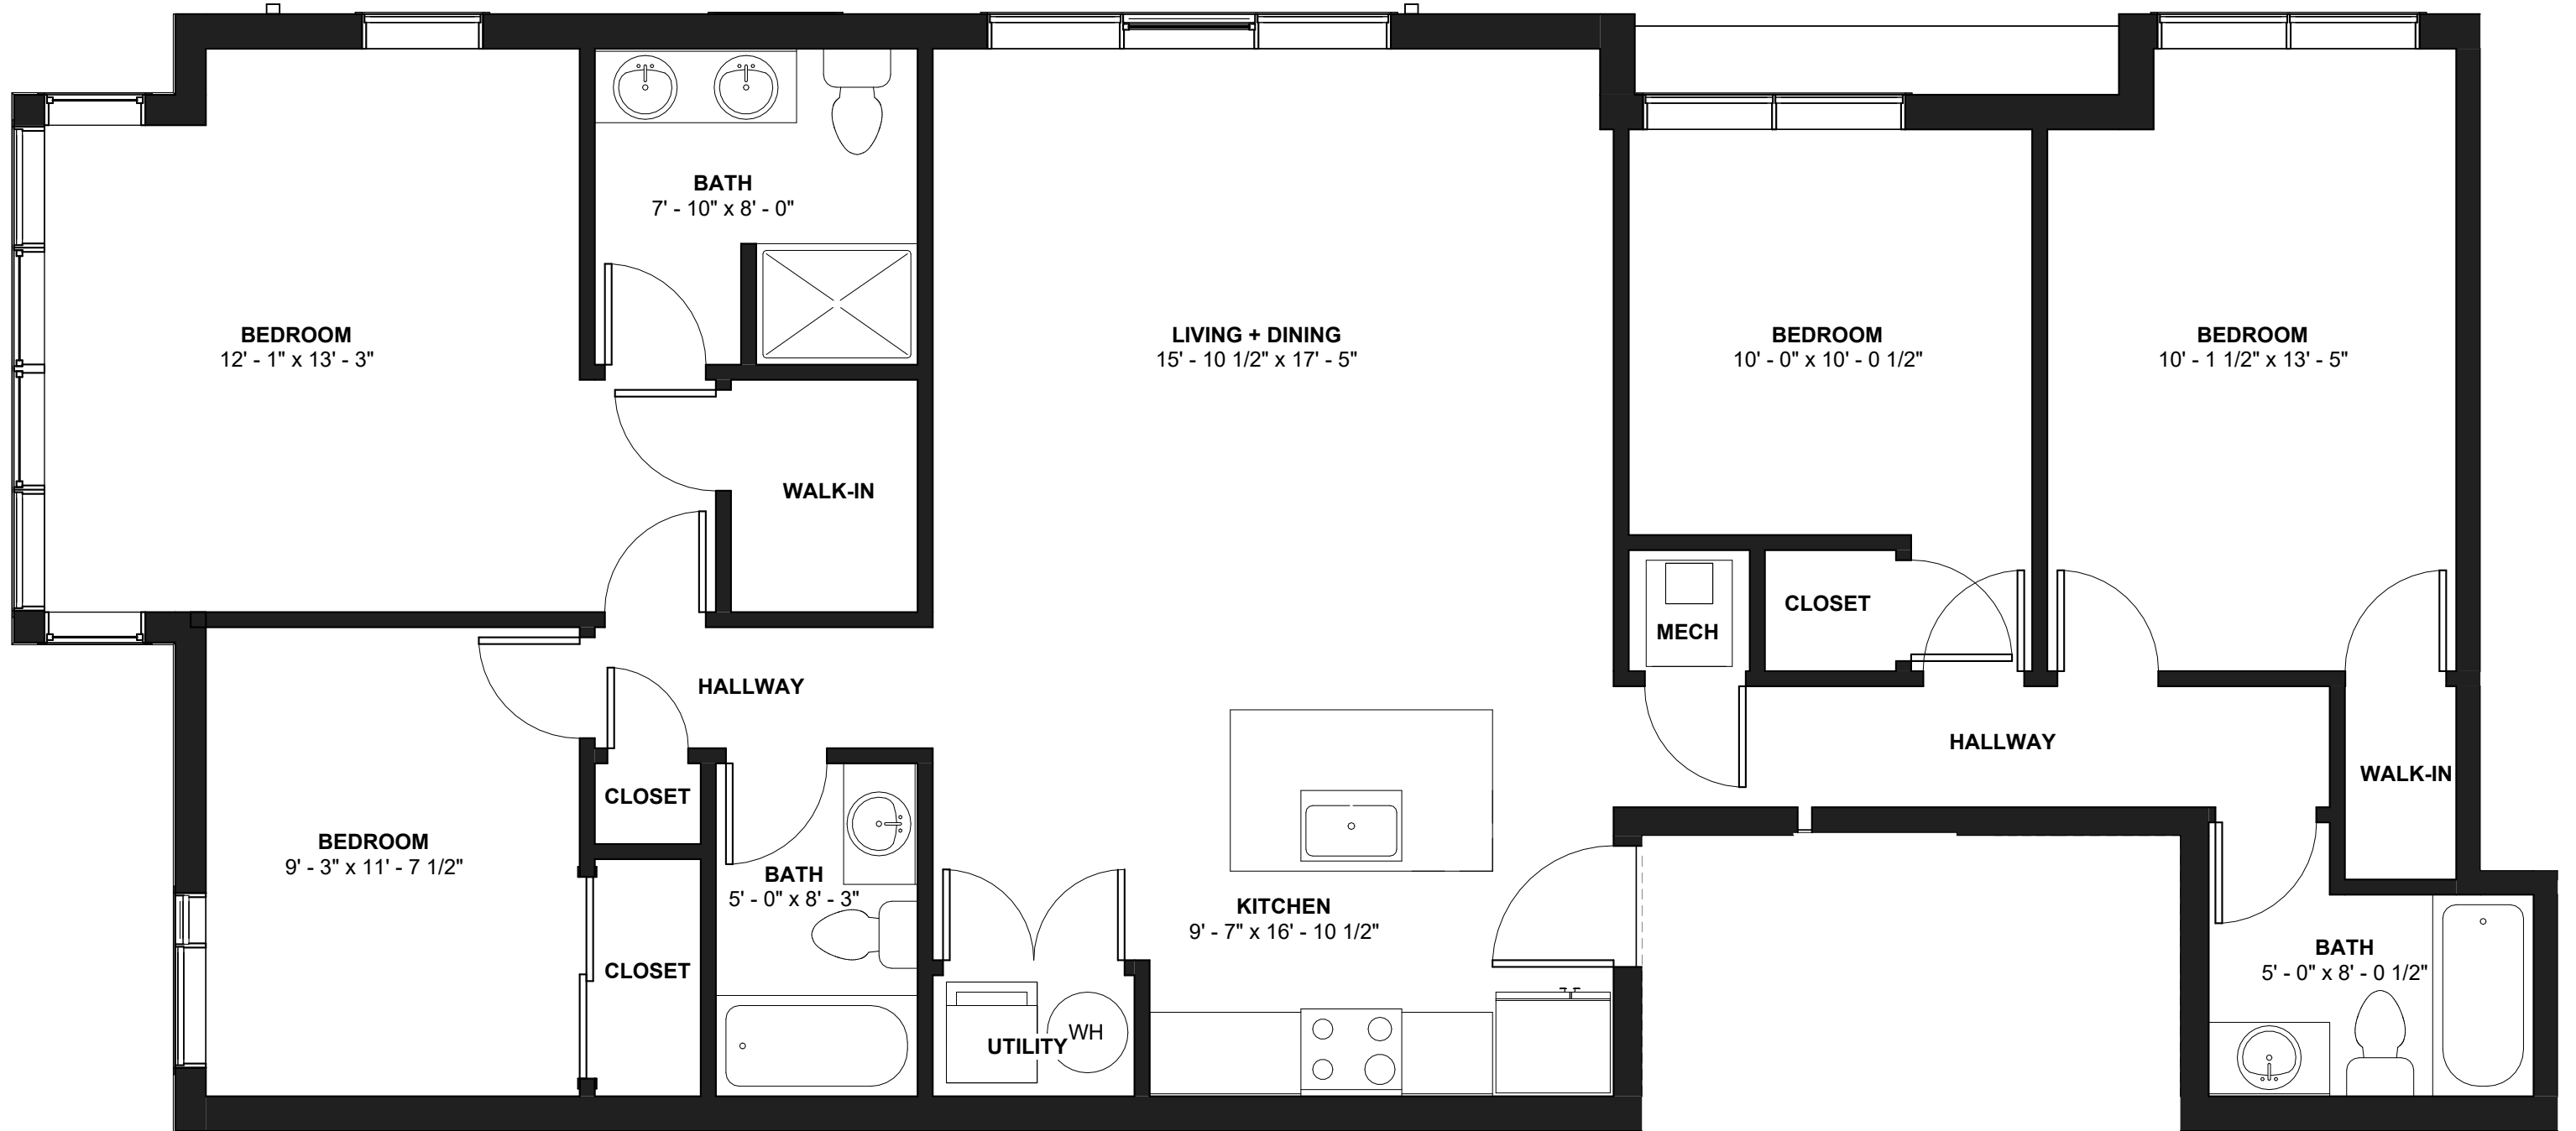 BATH
7' - 10" x 8' - 0"
BEDROOM
12' - 1" x 13' - 3"
LIVING + DINING
15' - 10 1/2" x 17' - 5"
BEDROOM
10' - 0" x 10' - 0 1/2"
BEDROOM
10' - 1 1/2" x 13' - 5"
WALK-IN
CLOSET
MECH
HALLWAY
HALLWAY
WALK-IN
CLOSET
BEDROOM
9' - 3" x 11' - 7 1/2"
BATH
5' - 0" x 8' - 3"
KITCHEN
9' - 7" x 16' - 10 1/2"
BATH
5' - 0" x 8' - 0 1/2"
CLOSET
UTILITY
WH